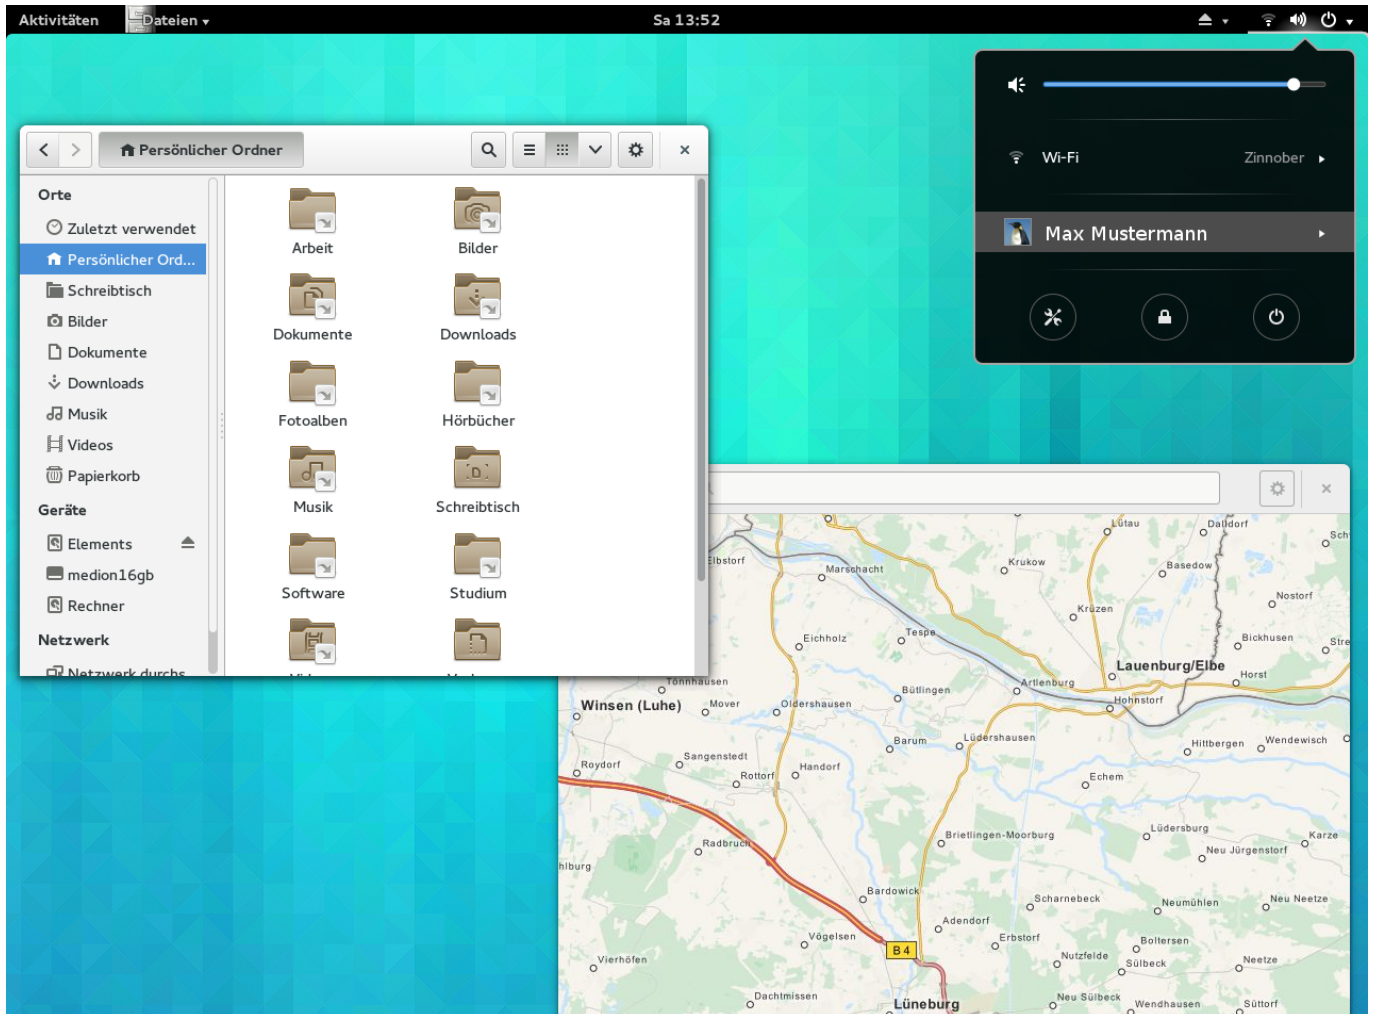 Aktivitäten
Dateien
Sa 13:52
Wi-Fi
Zinnober
Max Mustermann
Persönlicher Ordner
Orte
Zuletzt verwendet
Persönlicher Ord...
Schreibtisch
Bilder
Dokumente
Downloads
Musik
Videos
Papierkorb
Geräte
Elements
medion16gb
Rechner
Netzwerk
Netzwerk durchs
Arbeit
Bilder
Dokumente
Downloads
Fotoalben
Hörbücher
Musik
Schreibtisch
Software
Studium
Lütau
Dalldorf
Sch
Elbstorf
Marschacht
Krukow
Basedow
Nostorf
Krüzen
Eichholz
Tespe
Bickhusen
Stre
Lauenburg/Elbe
Horst
Tönnhausen
Bütlingen
Artlenburg
Hohnstorf
Winsen (Luhe)
Mover
Oldershausen
Barum
Lüdershausen
Hittbergen
Wendewisch
Sangenstedt
Roydorf
Rottorf
Handorf
Echem
Brietlingen-Moorburg
Lüdersburg
Karze
Radbruch
Neu Jürgenstorf
hlburg
Bardowick
Scharnebeck
Neumühlen
Neu Neetze
Adendorf
Vögelsen
Erbstorf
Boltersen
B 4
Nutzfelde
Sülbeck
Neetze
Vierhöfen
Dachtmissen
Lüneburg
Neu Sülbeck
Wendhausen
Süttorf